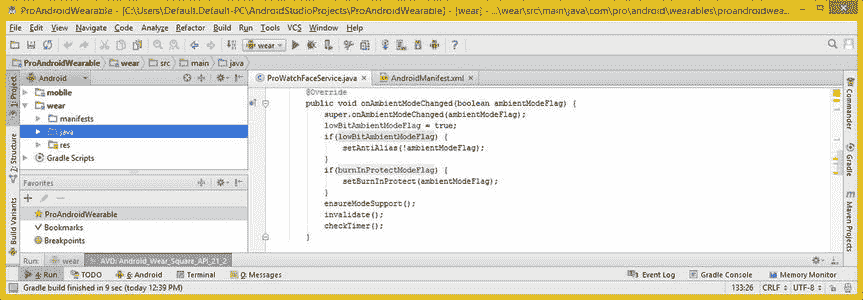 ProAndroidWearable - [C:\Users\Default.Default-PC\AndroidStudioProjects\ProAndroidWearable] - [wear] - ...\wear\src\main\java\com\pro\android\wearables\proandroidwea...
File Edit View Navigate Code Analyze Refactor Build Run Tools VCS Window Help
wear
ProAndroidWearable wear src main java
Android
ProWatchFaceService.java
AndroidManifest.xml
1: Project
2: Structure
Build Variants
mobile
wear
manifests
java
res
Gradle Scripts
Favorites
ProAndroidWearable
Bookmarks
Breakpoints
@Override
public void onAmbientModeChanged(boolean ambientModeFlag) {
super.onAmbientModeChanged(ambientModeFlag);
lowBitAmbientModeFlag = true;
if(lowBitAmbientModeFlag) {
setAntiAlias(!ambientModeFlag);
}
if(burnInProtectModeFlag) {
setBurnInProtect(ambientModeFlag);
}
ensureModeSupport();
invalidate();
checkTimer();
}
Commander
Gradle
Maven Projects
Run: wear AVD: Android_Wear_Square_API_21_2
4: Run TODO 6: Android Terminal 0: Messages Event Log Gradle Console Memory Monitor
Gradle build finished in 9 sec (today 12:39 PM) 133:26 CRLF UTF-8